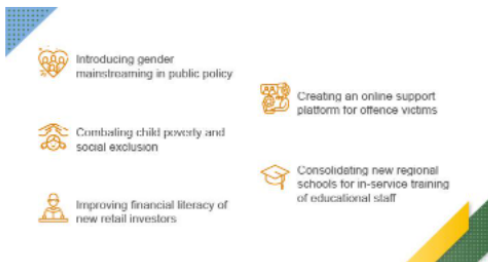 Introducing gender
mainstreaming in public policy
Combating child poverty and
social exclusion
Improving financial literacy of
new retail investors
Creating an online support
platform for offence victims
Consolidating new regional
schools for in-service training
of educational staff